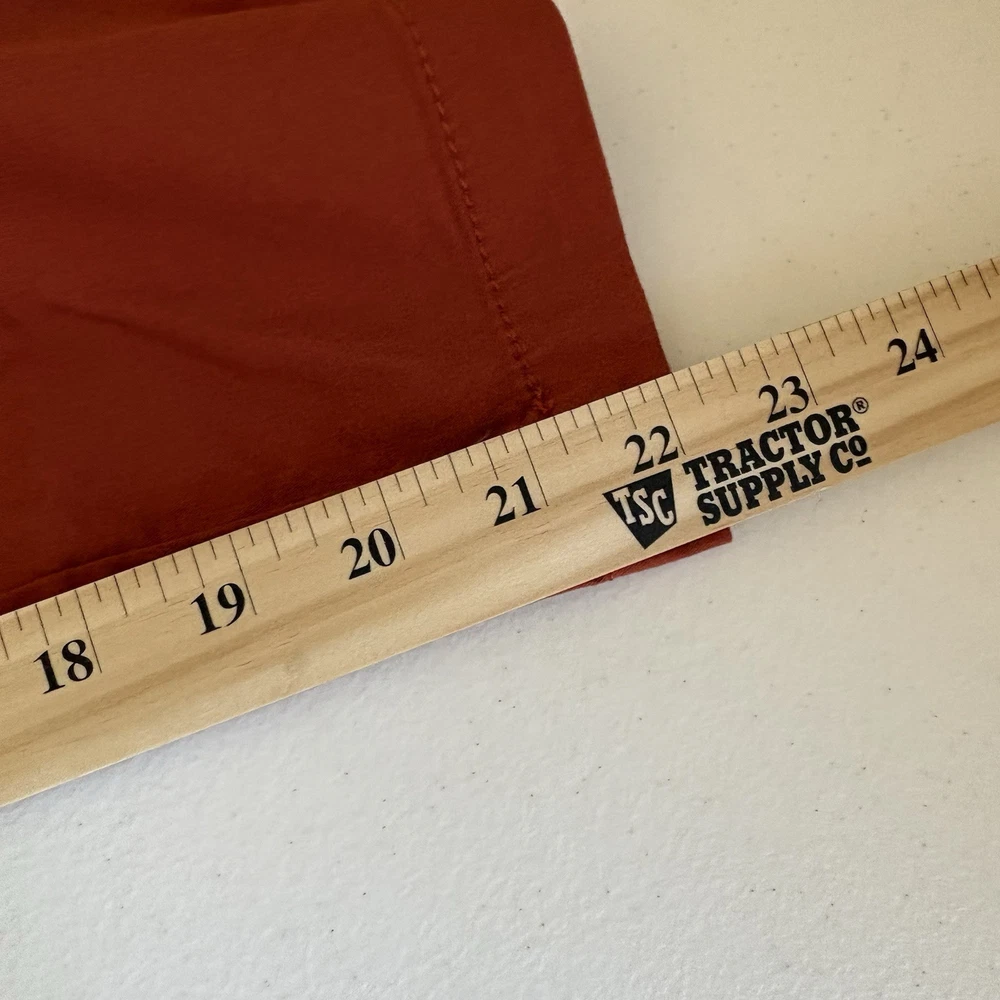 18 19 20 21 22 23 24
TSC TRACTOR®
SUPPLY Co